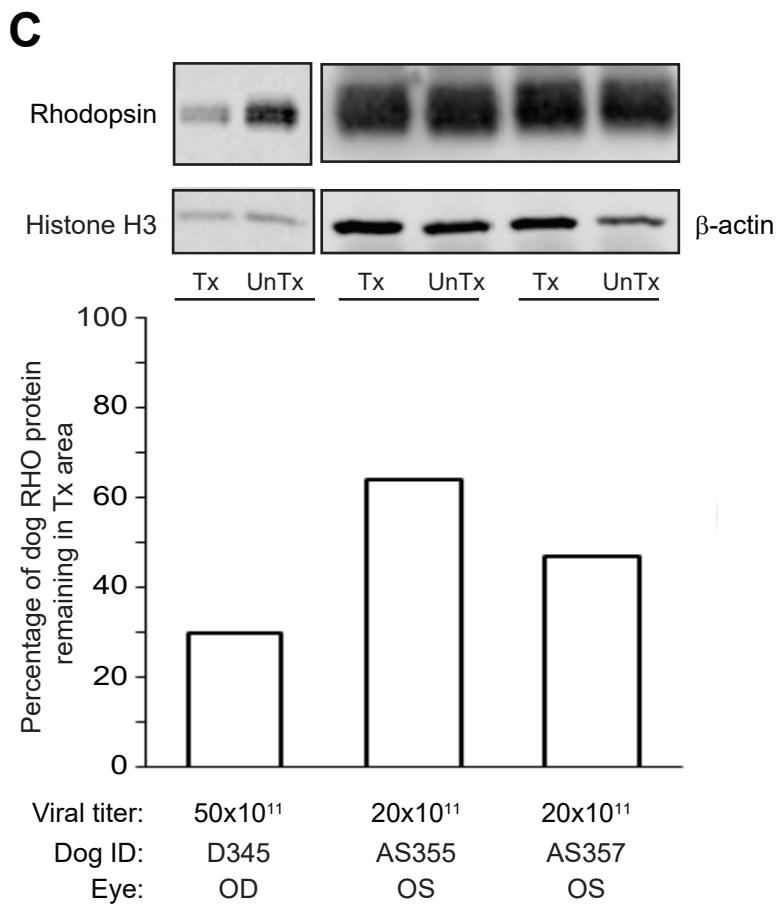 C
Rhodopsin
Histone H3 β-actin
Tx UnTx Tx UnTx Tx UnTx
Percentage of dog RHO protein
remaining in Tx area
100
80
60
40
20
0
Viral titer: 50x10¹¹ 20x10¹¹ 20x10¹¹
Dog ID: D345 AS355 AS357
Eye: OD OS OS